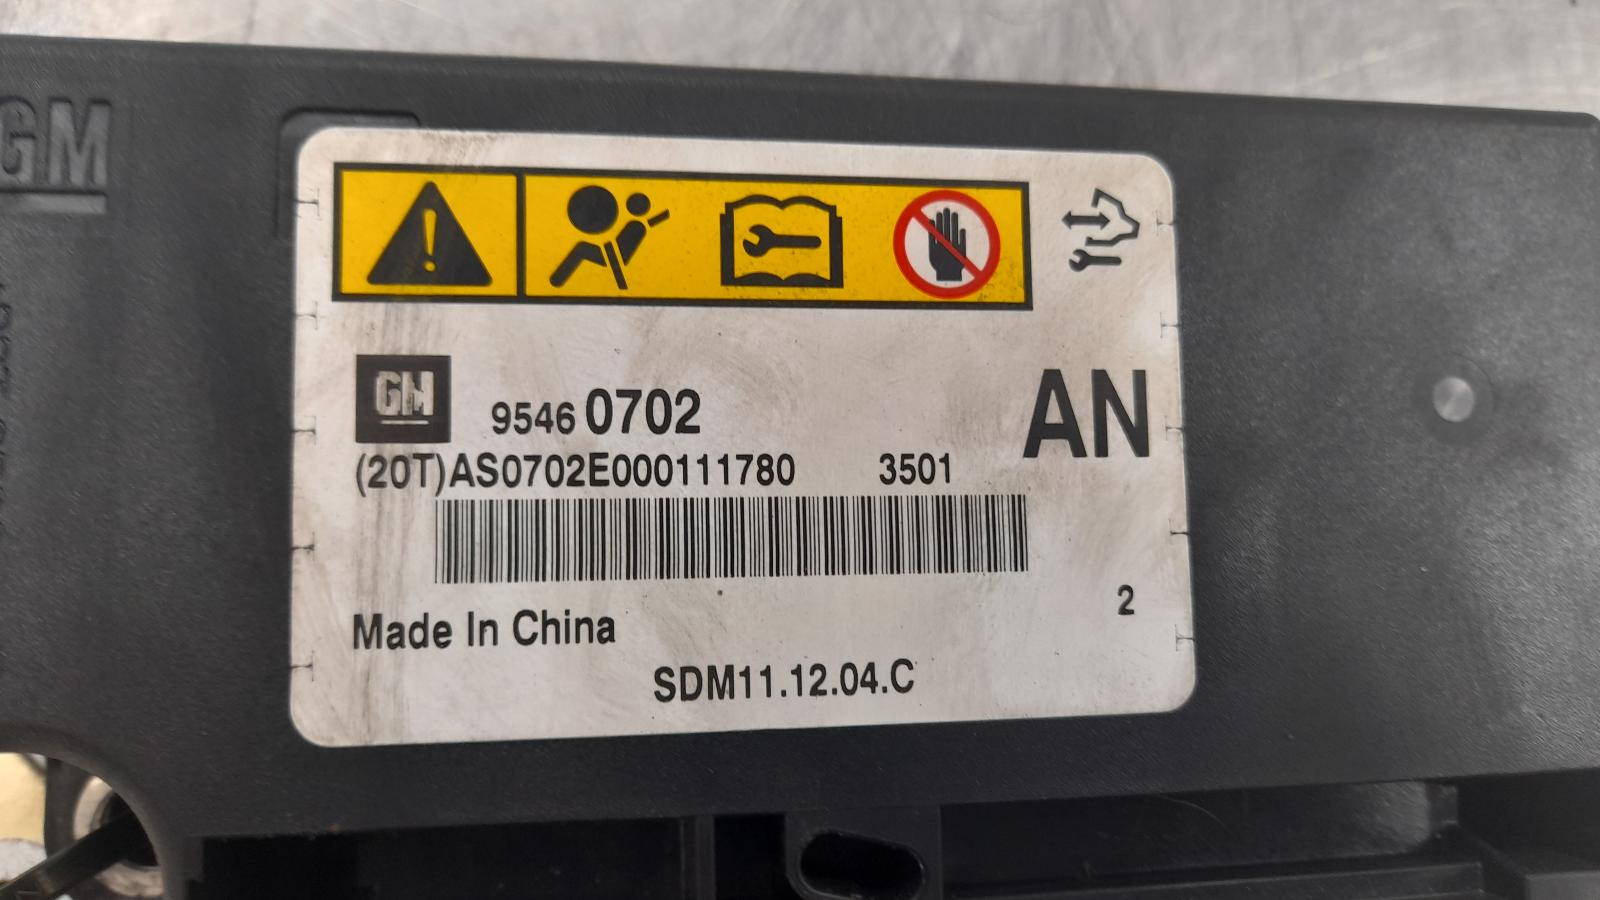 GM
GM
9546 0702
AN
(20T)AS0702E000111780 3501
2
Made In China
SDM11.12.04.C